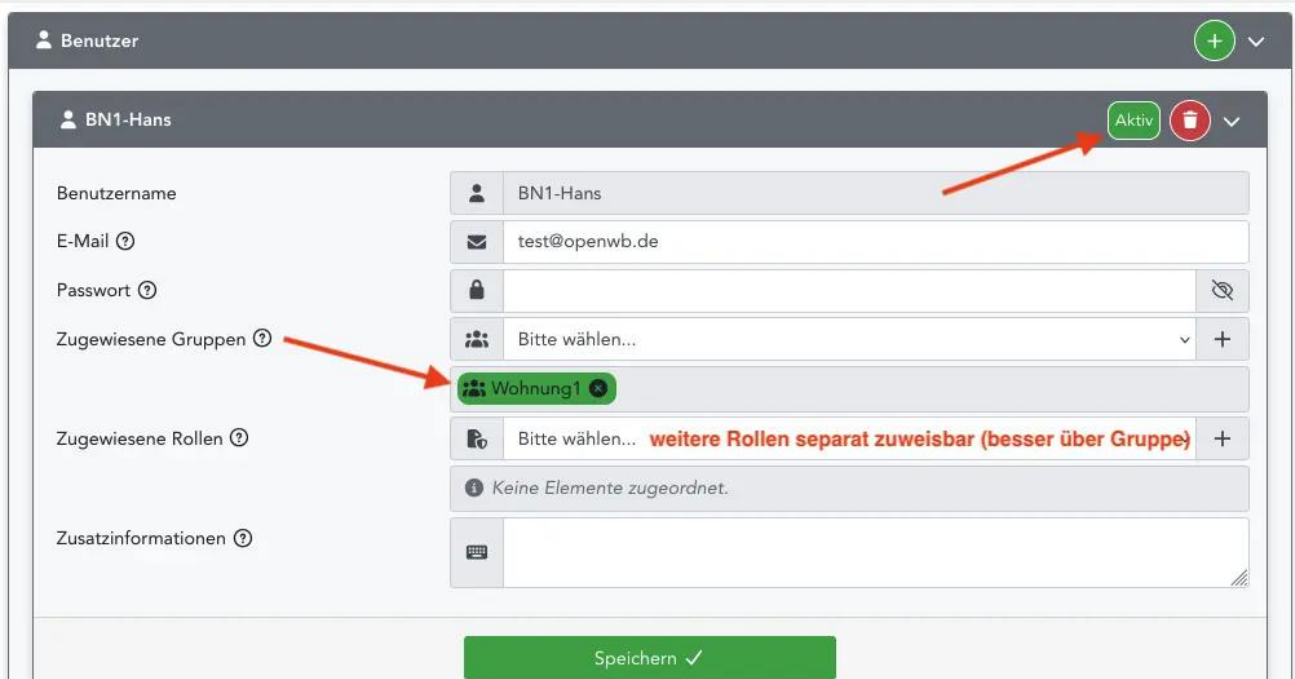 Benutzer
BN1-Hans Aktiv
Benutzername BN1-Hans
E-Mail test@openwb.de
Passwort
Zugewiesene Gruppen Bitte wählen...
Wohnung1
Zugewiesene Rollen Bitte wählen... weitere Rollen separat zuweisbar (besser über Gruppe)
Keine Elemente zugeordnet.
Zusatzinformationen
Speichern